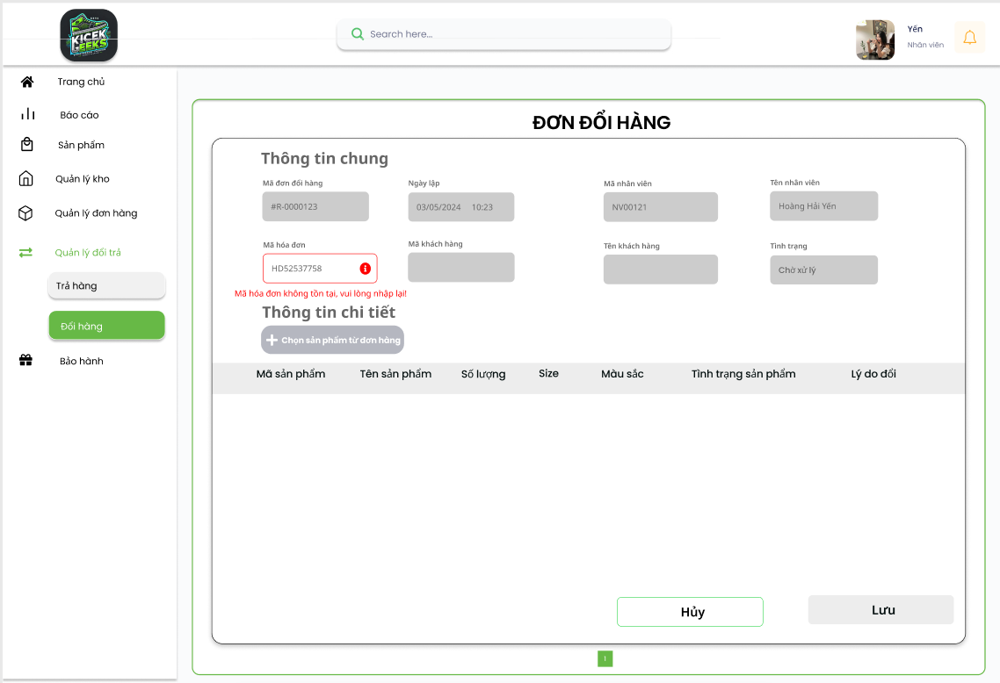 KICEK
GEEKS
Search here...
Yến
Nhân viên
Trang chủ
Báo cáo
Sản phẩm
Quản lý kho
Quản lý đơn hàng
Quản lý đổi trả
Trả hàng
Đổi hàng
Bảo hành
ĐƠN ĐỔI HÀNG
Thông tin chung
Mã đơn đổi hàng
Ngày lập
Mã nhân viên
Tên nhân viên
#R-0000123
03/05/2024 10:23
NV00121
Hoàng Hải Yến
Mã hóa đơn
Mã khách hàng
Tên khách hàng
Tình trạng
HD52537758
Chờ xử lý
Mã hóa đơn không tồn tại, vui lòng nhập lại!
Thông tin chi tiết
Chọn sản phẩm từ đơn hàng
Mã sản phẩm Tên sản phẩm Số lượng Size Màu sắc Tình trạng sản phẩm Lý do đổi
Hủy
Lưu
1